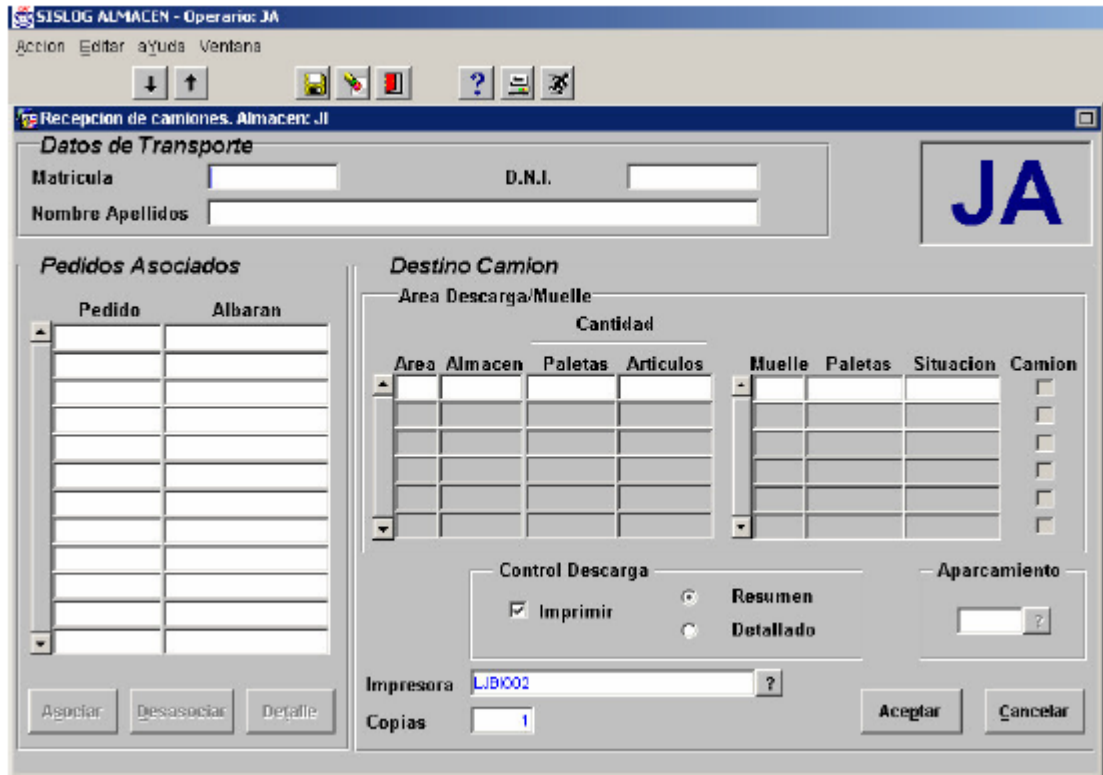 SISLOG ALMACEN - Operario: JA
Accion Editar aYuda Ventana
Recepcion de camiones. Almacen: JI
Datos de Transporte
Matricula D.N.I.
Nombre Apellidos
JA
Pedidos Asociados
Pedido Albaran
Asociar Desasociar Detalle
Destino Camion
Area Descarga/Muelle
Cantidad
Area Almacen Paletas Articulos Muelle Paletas Situacion Camion
Control Descarga
Imprimir
Resumen
Detallado
Aparcamiento
?
Impresora LJBI002 ?
Copias 1
Aceptar Cancelar